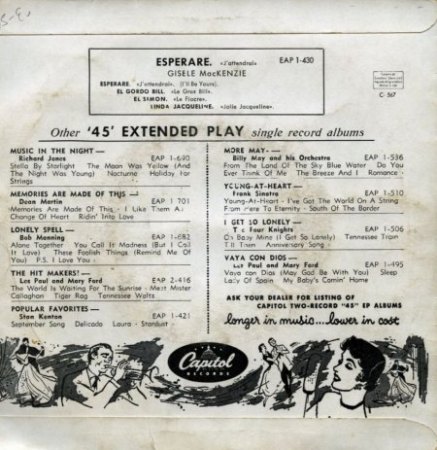 ESPERARE. «J'attendrai» EAP 1-430
GISELE MacKENZIE
ESPERARE. «J'attendrai». (I'll Be Yours).
EL GORDO BILL. «Le Gros Bill».
EL SIMON. «Le Fiacre».
LINDA JACQUELINE. «Jolie Jacqueline».
C-567
Other '45' EXTENDED PLAY single record albums
MUSIC IN THE NIGHT —
Richard Jones EAP 1-690
Stella By Starlight The Moon Was Yellow (And
The Night Was Young) Nocturne Holiday for
Strings
MEMORIES ARE MADE OF THIS —
Dean Martin EAP 1-701
Memories Are Made Of This - I Like Them All
Change Of Heart Ridin' Into Love
LONELY SPELL —
Bob Manning EAP 1-682
Alone Together You Call It Madness (But I Call
It Love) These Foolish Things (Remind Me Of
You) P.S. I Love You
THE HIT MAKERS! —
Les Paul and Mary Ford EAP 2-416
The World Is Waiting For The Sunrise - Meet Mister
Callaghan Tiger Rag Tennessee Waltz
POPULAR FAVORITES —
Stan Kenton EAP 1-421
September Song Delicado Laura - Stardust
MORE MAY. —
Billy May and his Orchestra EAP 1-536
From The Land Of The Sky Blue Water Do You
Ever Think Of Me The Breeze And I Romance
YOUNG-AT-HEART —
Frank Sinatra EAP 1-510
Young-At-Heart - I've Got The World On A String
From Here To Eternity - South Of The Border
I GET SO LONELY —
The Four Knights EAP 1-506
Oh Baby Mine (I Get So Lonely) Tennessee Train
Till Then Anniversary Song
VAYA CON DIOS —
Les Paul and Mary Ford EAP 1-495
Vaya con Dios (May God Be With You) Sleep
Lady Of Spain My Baby's Comin' Home
ASK YOUR DEALER FOR LISTING OF
CAPITOL TWO-RECORD "45" EP ALBUMS
longer in music...lower in cost
Capitol
RECORDS